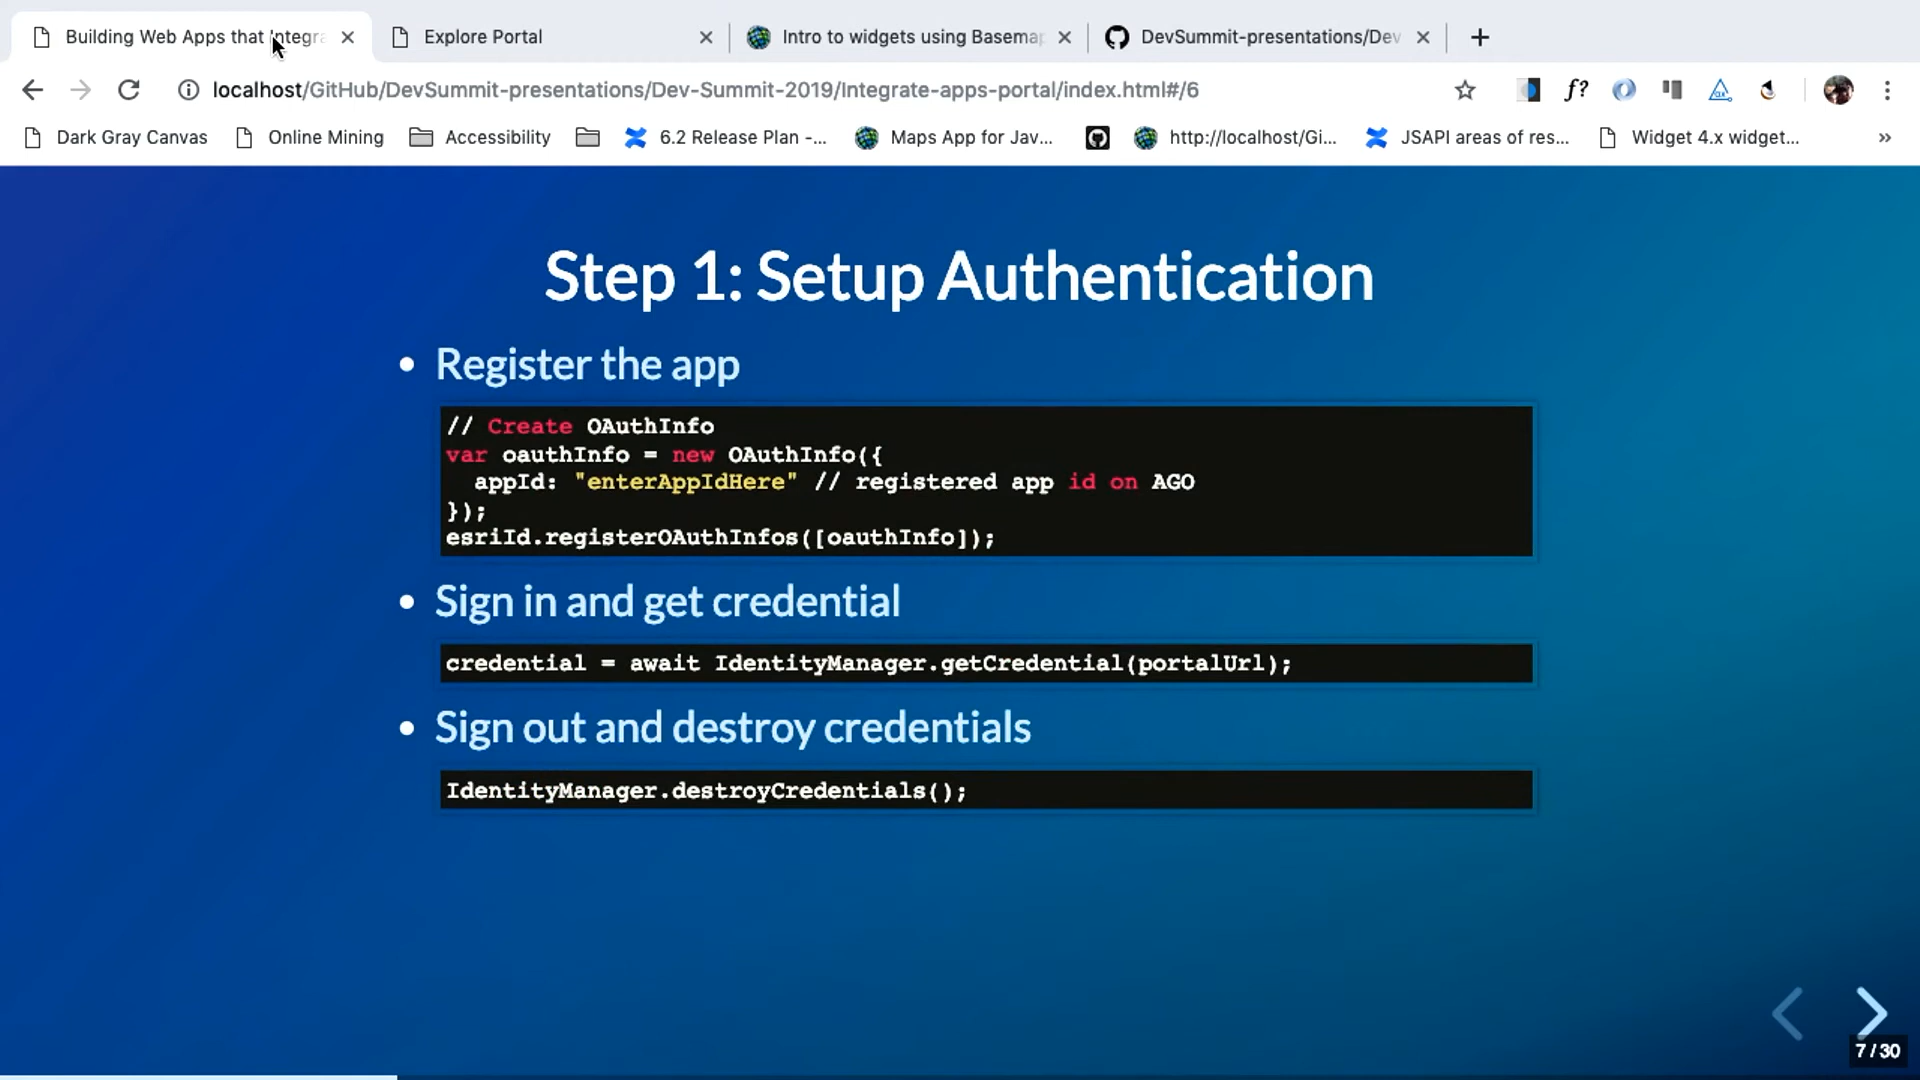 Building Web Apps that Integra
Explore Portal
Intro to widgets using Basema
DevSummit-presentations/Dev
localhost/GitHub/DevSummit-presentations/Dev-Summit-2019/Integrate-apps-portal/index.html#/6
f?
Dark Gray Canvas
Online Mining
Accessibility
6.2 Release Plan -...
Maps App for Jav...
http://localhost/Gi...
JSAPI areas of res...
Widget 4.x widget...
»
Step 1: Setup Authentication
• Register the app
// Create OAuthInfo
var oauthInfo = new OAuthInfo({
appId: "enterAppIdHere" // registered app id on AGO
});
esriId.registerOAuthInfos([oauthInfo]);
• Sign in and get credential
credential = await IdentityManager.getCredential(portalUrl);
• Sign out and destroy credentials
IdentityManager.destroyCredentials();
7 / 30